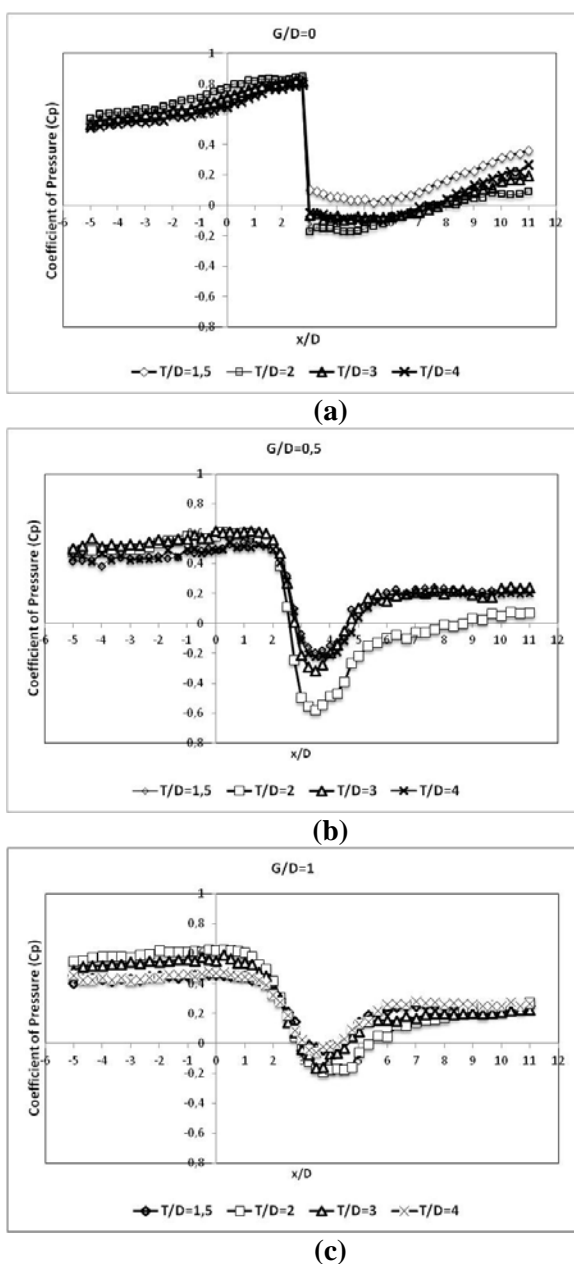 G/D=0
Coefficient of Pressure (Cp)
1
0,8
0,6
0,4
0,2
0
-0,2
-0,4
-0,6
-0,8
-6 -5 -4 -3 -2 -1 0 1 2 3 4 5 6 7 8 9 10 11 12
x/D
T/D=1,5 T/D=2 T/D=3 T/D=4
(a)
G/D=0,5
Coefficient of Pressure (Cp)
1
0,8
0,6
0,4
0,2
0
-0,2
-0,4
-0,6
-0,8
-6 -5 -4 -3 -2 -1 0 1 2 3 4 5 6 7 8 9 10 11 12
x/D
T/D=1,5 T/D=2 T/D=3 T/D=4
(b)
G/D=1
Coefficient of Pressure (Cp)
1
0,8
0,6
0,4
0,2
0
-0,2
-0,4
-0,6
-0,8
-6 -5 -4 -3 -2 -1 0 1 2 3 4 5 6 7 8 9 10 11 12
x/D
T/D=1,5 T/D=2 T/D=3 T/D=4
(c)